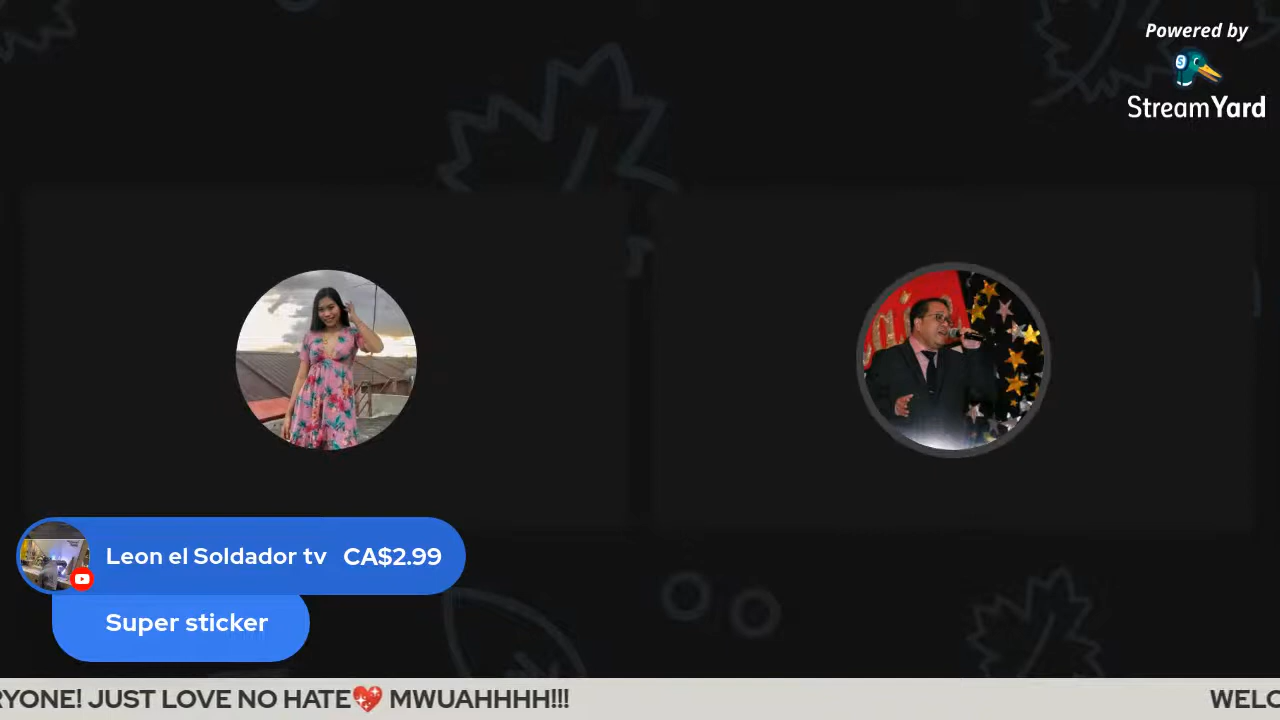 Powered by
StreamYard
Leon el Soldador tv CA$2.99
Super sticker
RYONE! JUST LOVE NO HATE💖 MWUAHHHH!!! WELC